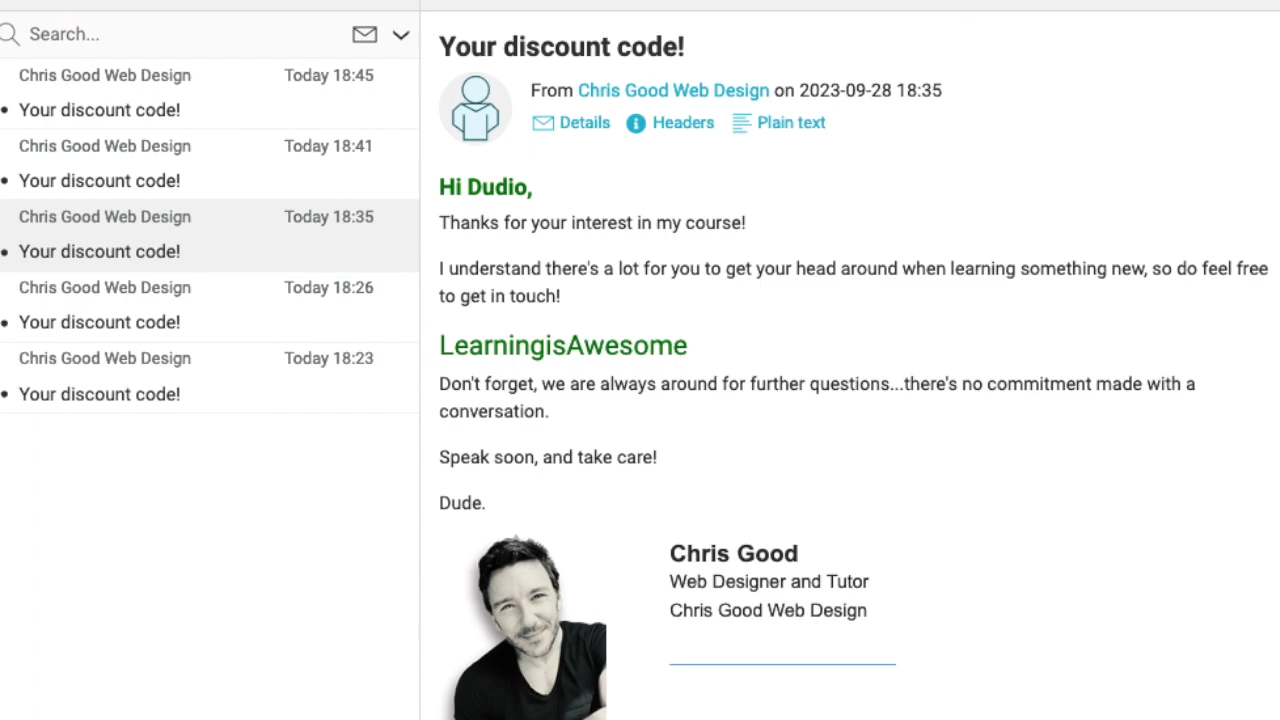 Search...
Chris Good Web Design Today 18:45
Your discount code!
Chris Good Web Design Today 18:41
Your discount code!
Chris Good Web Design Today 18:35
Your discount code!
Chris Good Web Design Today 18:26
Your discount code!
Chris Good Web Design Today 18:23
Your discount code!
Your discount code!
From Chris Good Web Design on 2023-09-28 18:35
Details Headers Plain text
Hi Dudio,
Thanks for your interest in my course!
I understand there's a lot for you to get your head around when learning something new, so do feel free
to get in touch!
LearningisAwesome
Don't forget, we are always around for further questions...there's no commitment made with a
conversation.
Speak soon, and take care!
Dude.
Chris Good
Web Designer and Tutor
Chris Good Web Design